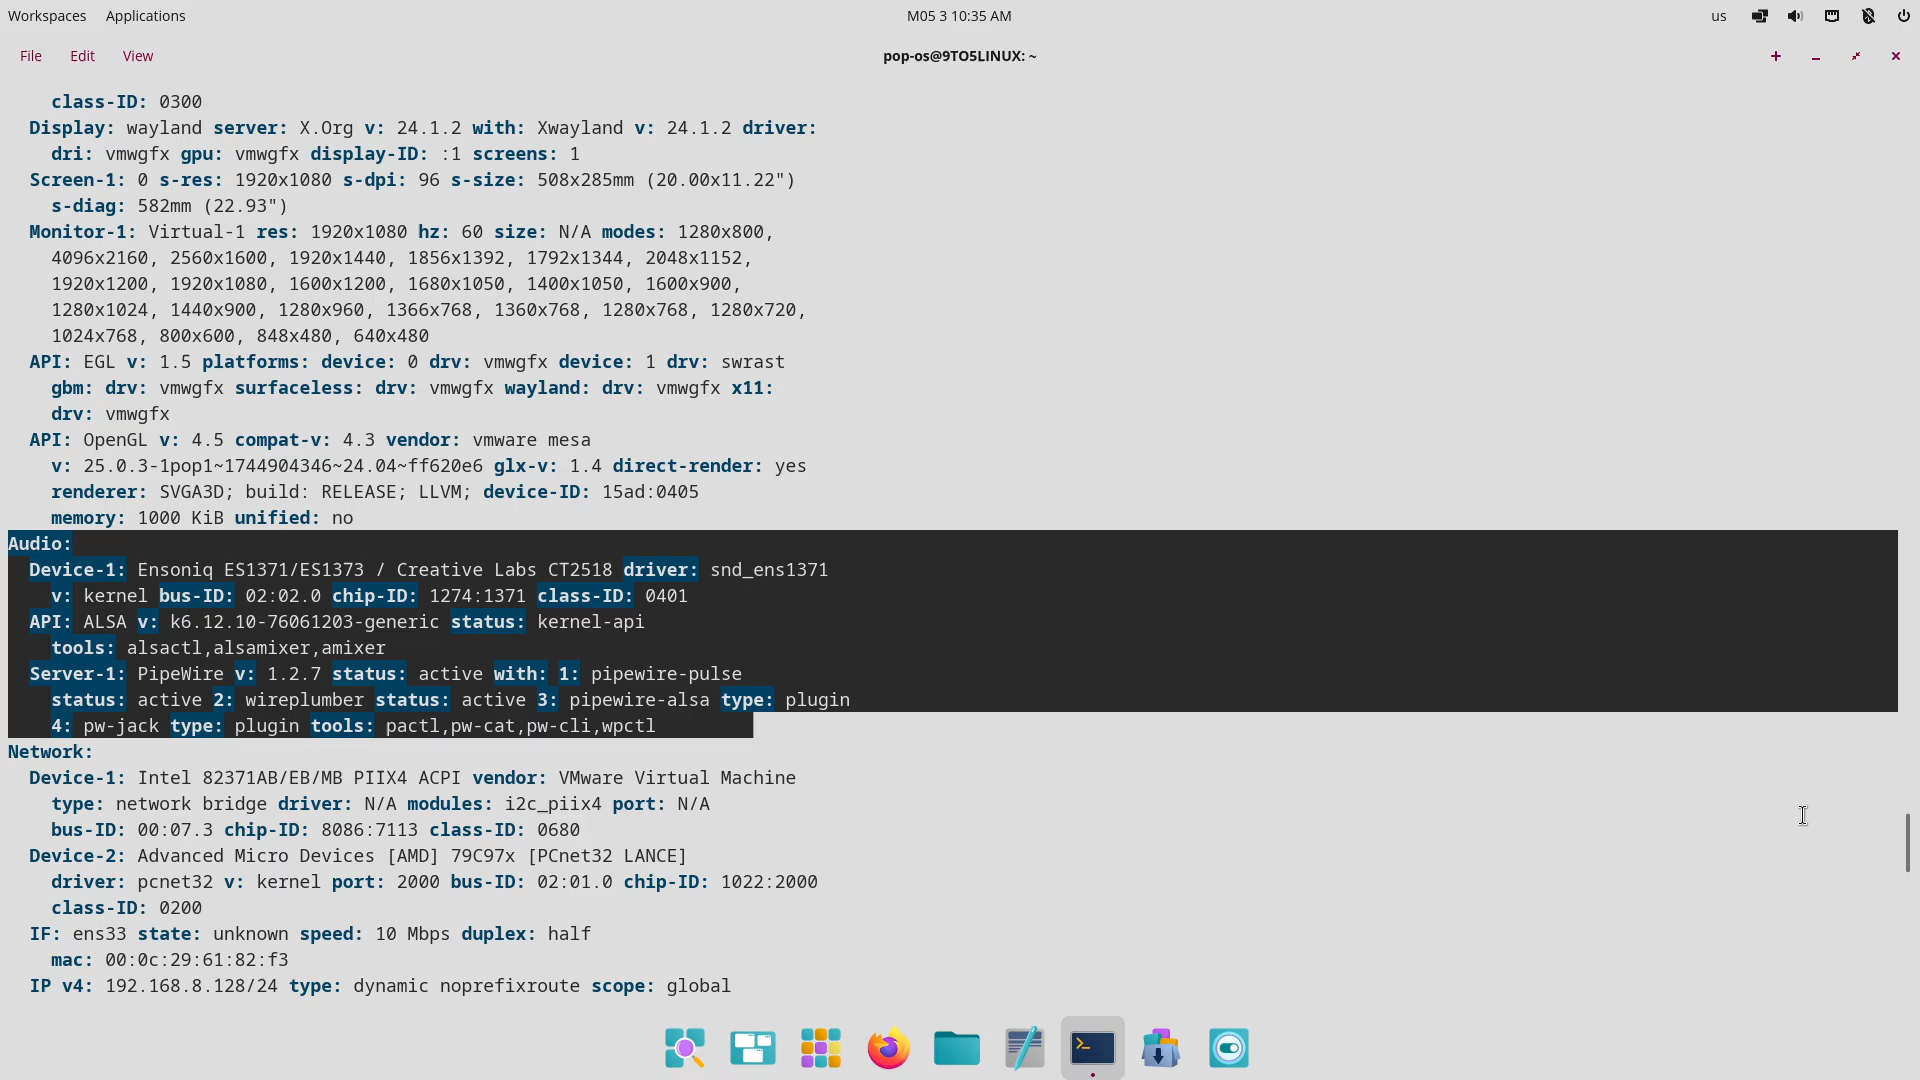 Workspaces Applications M05 3 10:35 AM us
File Edit View pop-os@9TO5LINUX: ~
class-ID: 0300
Display: wayland server: X.Org v: 24.1.2 with: Xwayland v: 24.1.2 driver:
dri: vmwgfx gpu: vmwgfx display-ID: :1 screens: 1
Screen-1: 0 s-res: 1920x1080 s-dpi: 96 s-size: 508x285mm (20.00x11.22")
s-diag: 582mm (22.93")
Monitor-1: Virtual-1 res: 1920x1080 hz: 60 size: N/A modes: 1280x800,
4096x2160, 2560x1600, 1920x1440, 1856x1392, 1792x1344, 2048x1152,
1920x1200, 1920x1080, 1600x1200, 1680x1050, 1400x1050, 1600x900,
1280x1024, 1440x900, 1280x960, 1366x768, 1360x768, 1280x768, 1280x720,
1024x768, 800x600, 848x480, 640x480
API: EGL v: 1.5 platforms: device: 0 drv: vmwgfx device: 1 drv: swrast
gbm: drv: vmwgfx surfaceless: drv: vmwgfx wayland: drv: vmwgfx x11:
drv: vmwgfx
API: OpenGL v: 4.5 compat-v: 4.3 vendor: vmware mesa
v: 25.0.3-1pop1~1744904346~24.04~ff620e6 glx-v: 1.4 direct-render: yes
renderer: SVGA3D; build: RELEASE; LLVM; device-ID: 15ad:0405
memory: 1000 KiB unified: no
Audio:
Device-1: Ensoniq ES1371/ES1373 / Creative Labs CT2518 driver: snd_ens1371
v: kernel bus-ID: 02:02.0 chip-ID: 1274:1371 class-ID: 0401
API: ALSA v: k6.12.10-76061203-generic status: kernel-api
tools: alsactl,alsamixer,amixer
Server-1: PipeWire v: 1.2.7 status: active with: 1: pipewire-pulse
status: active 2: wireplumber status: active 3: pipewire-alsa type: plugin
4: pw-jack type: plugin tools: pactl,pw-cat,pw-cli,wpctl
Network:
Device-1: Intel 82371AB/EB/MB PIIX4 ACPI vendor: VMware Virtual Machine
type: network bridge driver: N/A modules: i2c_piix4 port: N/A
bus-ID: 00:07.3 chip-ID: 8086:7113 class-ID: 0680
Device-2: Advanced Micro Devices [AMD] 79C97x [PCnet32 LANCE]
driver: pcnet32 v: kernel port: 2000 bus-ID: 02:01.0 chip-ID: 1022:2000
class-ID: 0200
IF: ens33 state: unknown speed: 10 Mbps duplex: half
mac: 00:0c:29:61:82:f3
IP v4: 192.168.8.128/24 type: dynamic noprefixroute scope: global